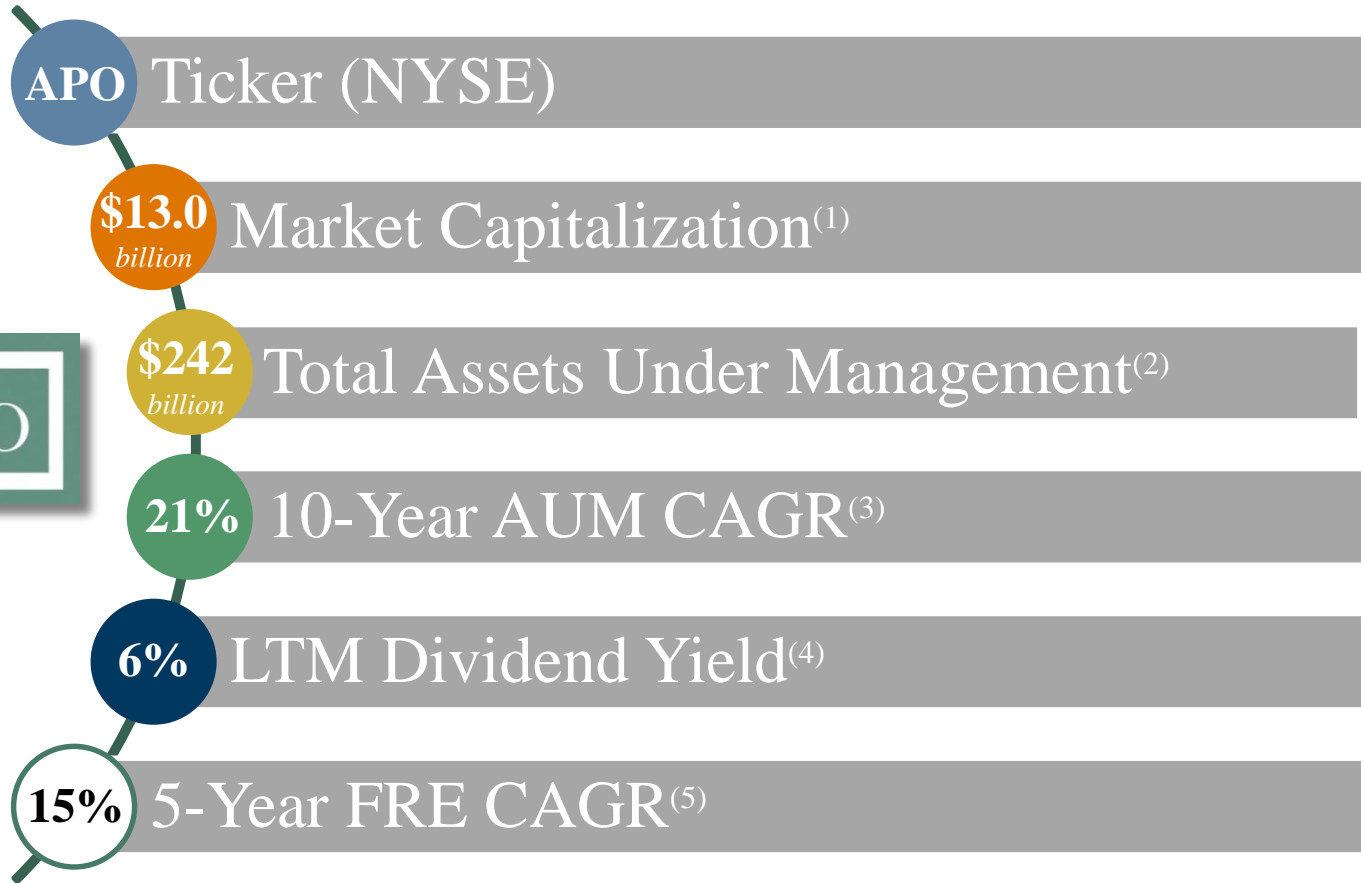 APO Ticker (NYSE)
$13.0
billion
Market Capitalization(1)
$242
billion
Total Assets Under Management(2)
O
21% 10-Year AUM CAGR(3)
6% LTM Dividend Yield(4)
15% 5-Year FRE CAGR(5)